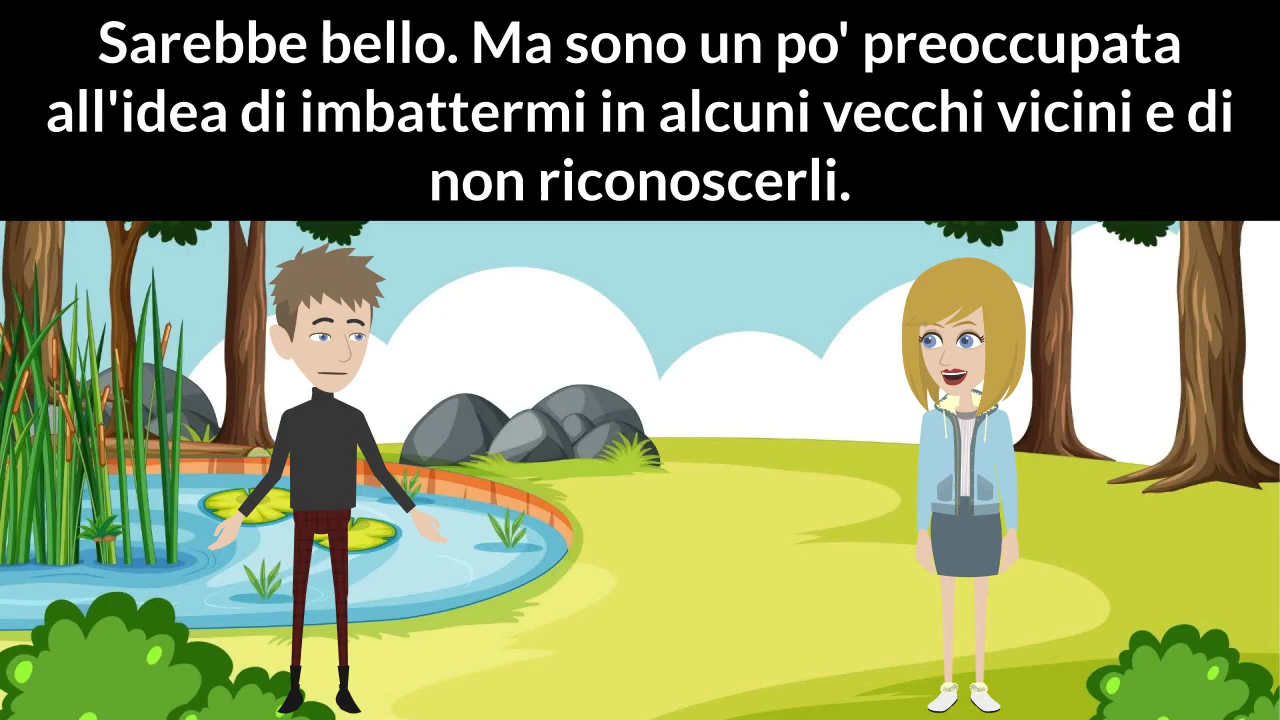 Sarebbe bello. Ma sono un po' preoccupata
all'idea di imbattermi in alcuni vecchi vicini e di
non riconoscerli.